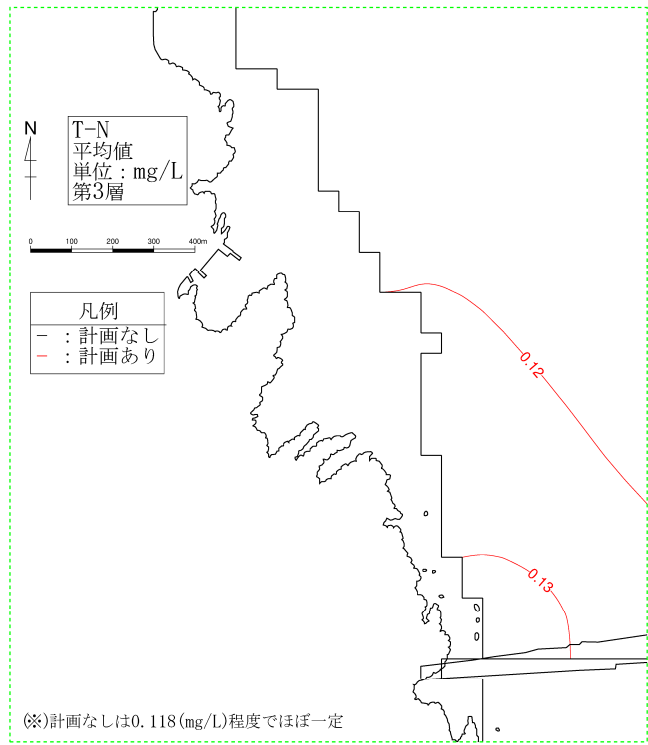 N
T-N
平均値
単位：mg/L
第3層
0 100 200 300 400m
凡例
－ ：計画なし
－ ：計画あり
0.12
0.13
(※)計画なしは0.118(mg/L)程度でほぼ一定